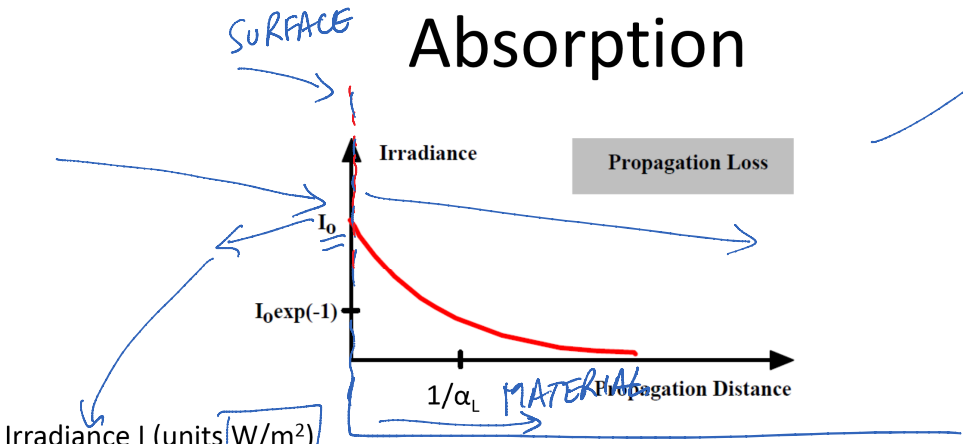 SURFACE
Absorption
Irradiance
Propagation Loss
I₀
I₀exp(-1)
1/αL
MATERIAL
Propagation Distance
Irradiance I (units W/m²)